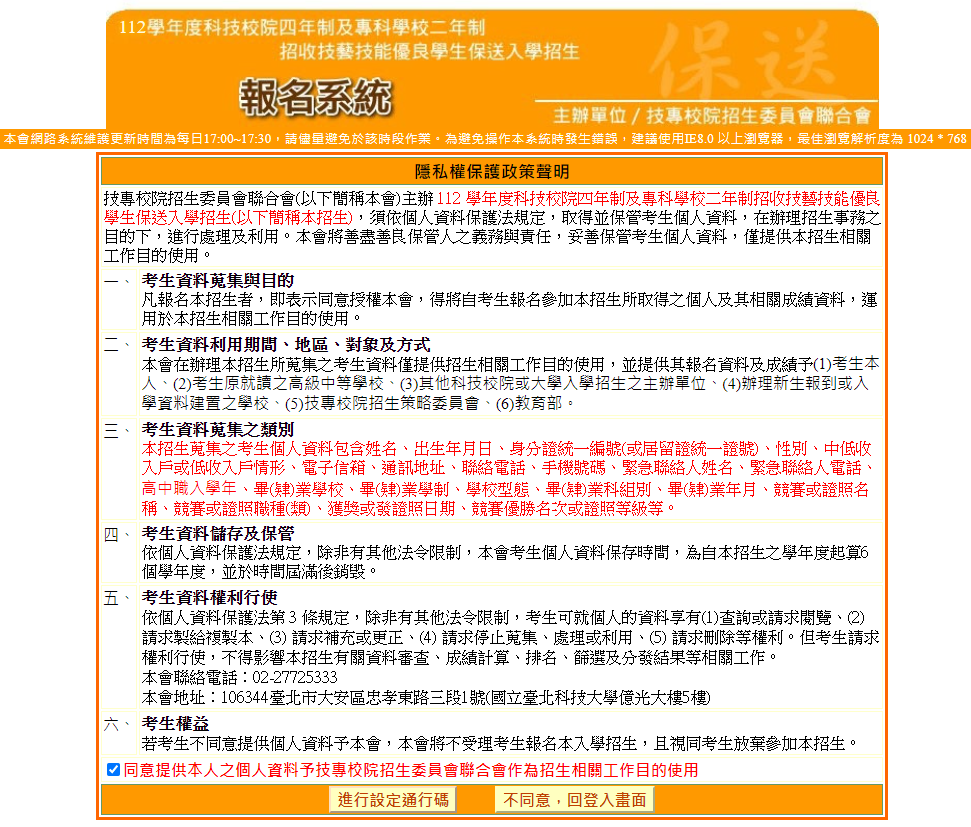 112學年度科技校院四年制及專科學校二年制
招收技藝技能優良學生保送入學招生
保送
報名系統
主辦單位 / 技專校院招生委員會聯合會
本會網路系統維護更新時間為每日17:00~17:30，請儘量避免於該時段作業。為避免操作本系統時發生錯誤，建議使用IE8.0 以上瀏覽器，最佳瀏覽解析度為 1024 * 768
隱私權保護政策聲明
技專校院招生委員會聯合會(以下簡稱本會)主辦 112 學年度科技校院四年制及專科學校二年制招收技藝技能優良
學生保送入學招生(以下簡稱本招生)，須依個人資料保護法規定，取得並保管考生個人資料，在辦理招生事務之
目的下，進行處理及利用。本會將善盡善良保管人之義務與責任，妥善保管考生個人資料，僅提供本招生相關
工作目的使用。
一、 考生資料蒐集與目的
凡報名本招生者，即表示同意授權本會，得將自考生報名參加本招生所取得之個人及其相關成績資料，運
用於本招生相關工作目的使用。
二、 考生資料利用期間、地區、對象及方式
本會在辦理本招生所蒐集之考生資料僅提供招生相關工作目的使用，並提供其報名資料及成績予(1)考生本
人、(2)考生原就讀之高級中等學校、(3)其他科技校院或大學入學招生之主辦單位、(4)辦理新生報到或入
學資料建置之學校、(5)技專校院招生策略委員會、(6)教育部。
三、 考生資料蒐集之類別
本招生蒐集之考生個人資料包含姓名、出生年月日、身分證統一編號(或居留證統一證號)、性別、中低收
入戶或低收入戶情形、電子信箱、通訊地址、聯絡電話、手機號碼、緊急聯絡人姓名、緊急聯絡人電話、
高中職入學年、畢(肄)業學校、畢(肄)業學制、學校型態、畢(肄)業科組別、畢(肄)業年月、競賽或證照名
稱、競賽或證照職種(類)、獲獎或發證照日期、競賽優勝名次或證照等級等。
四、 考生資料儲存及保管
依個人資料保護法規定，除非有其他法令限制，本會考生個人資料保存時間，為自本招生之學年度起算6
個學年度，並於時間屆滿後銷毀。
五、 考生資料權利行使
依個人資料保護法第 3 條規定，除非有其他法令限制，考生可就個人的資料享有(1)查詢或請求閱覽、(2)
請求製給複製本、(3) 請求補充或更正、(4) 請求停止蒐集、處理或利用、(5) 請求刪除等權利。但考生請求
權利行使，不得影響本招生有關資料審查、成績計算、排名、篩選及分發結果等相關工作。
本會聯絡電話：02-27725333
本會地址：106344臺北市大安區忠孝東路三段1號(國立臺北科技大學億光大樓5樓)
六、 考生權益
若考生不同意提供個人資料予本會，本會將不受理考生報名本入學招生，且視同考生放棄參加本招生。
同意提供本人之個人資料予技專校院招生委員會聯合會作為招生相關工作目的使用
進行設定通行碼 不同意，回登入畫面